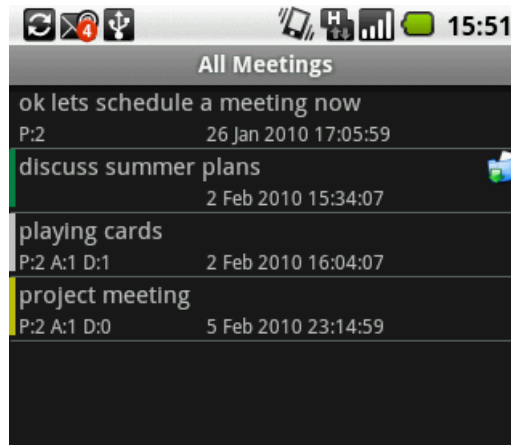 4 H 15:51
All Meetings
ok lets schedule a meeting now
P:2 26 Jan 2010 17:05:59
discuss summer plans
2 Feb 2010 15:34:07
playing cards
P:2 A:1 D:1 2 Feb 2010 16:04:07
project meeting
P:2 A:1 D:0 5 Feb 2010 23:14:59